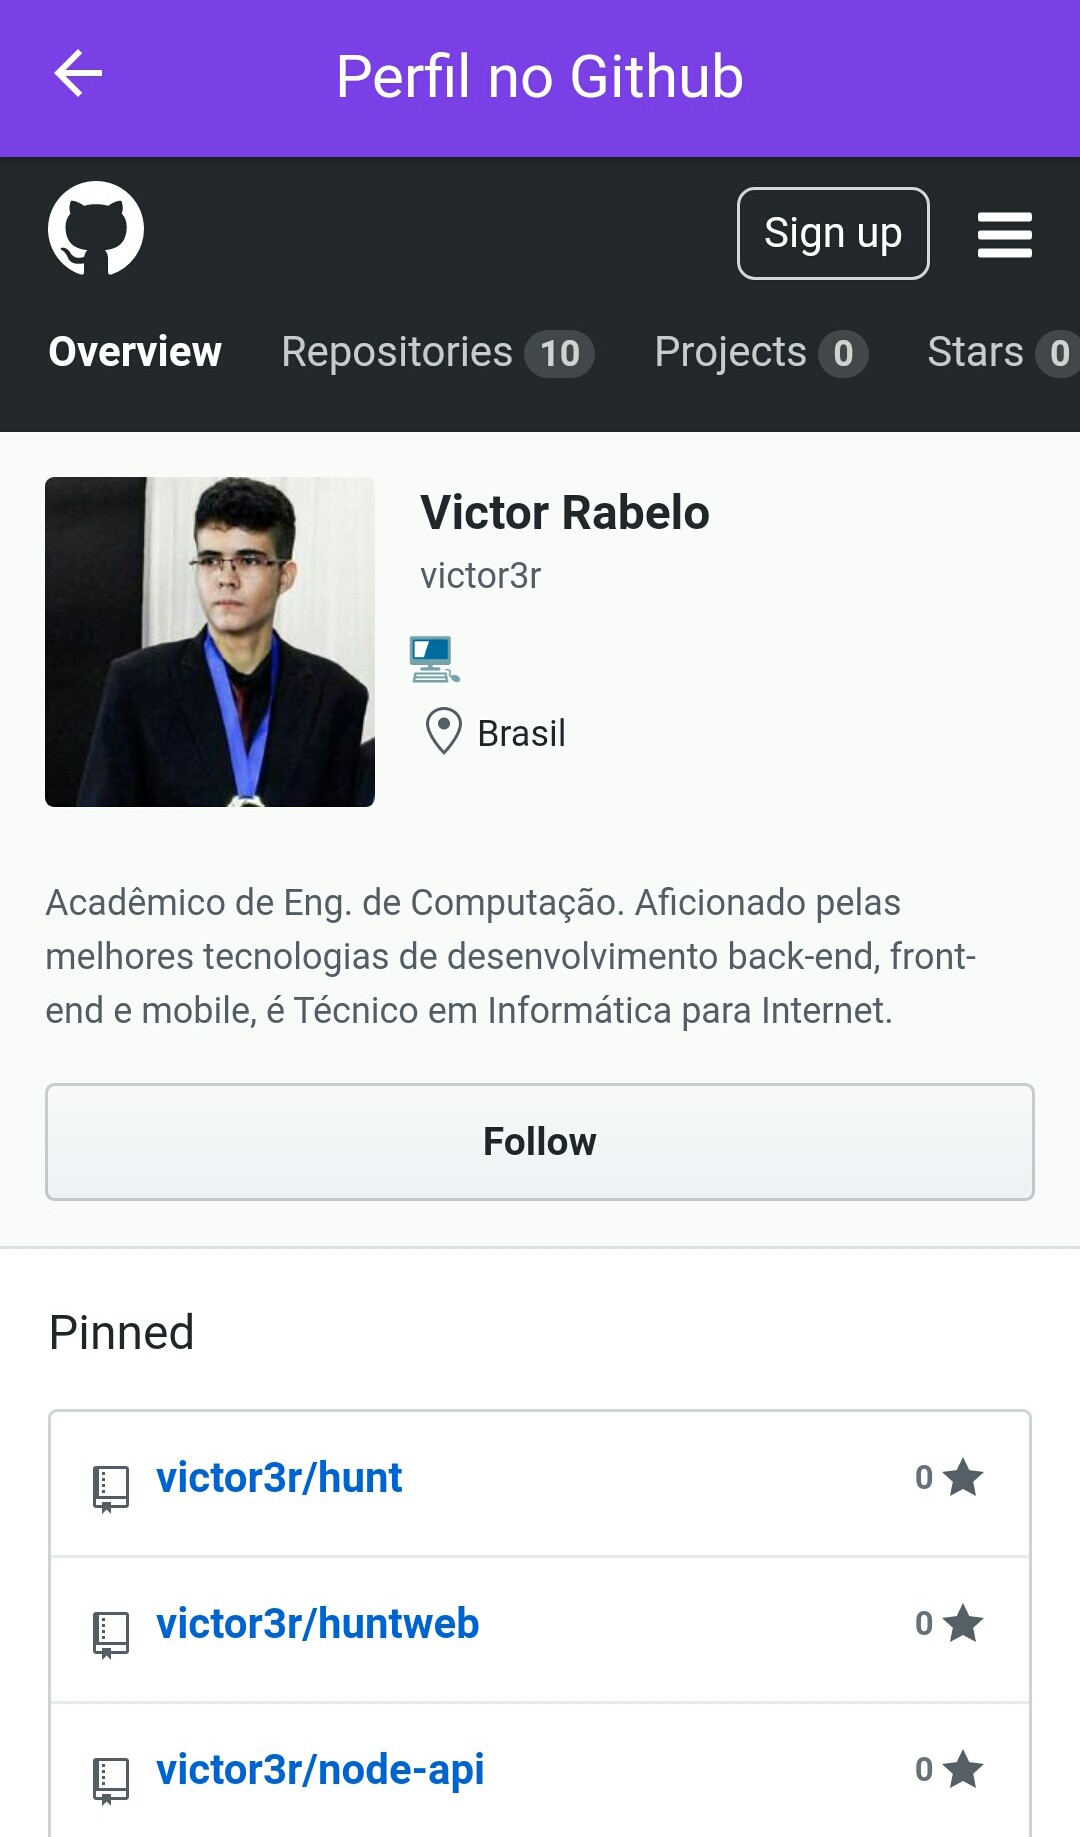 Perfil no Github
Sign up
Overview Repositories 10 Projects 0 Stars 0
Victor Rabelo
victor3r
Brasil
Acadêmico de Eng. de Computação. Aficionado pelas
melhores tecnologias de desenvolvimento back-end, front-
end e mobile, é Técnico em Informática para Internet.
Follow
Pinned
victor3r/hunt 0
victor3r/huntweb 0
victor3r/node-api 0